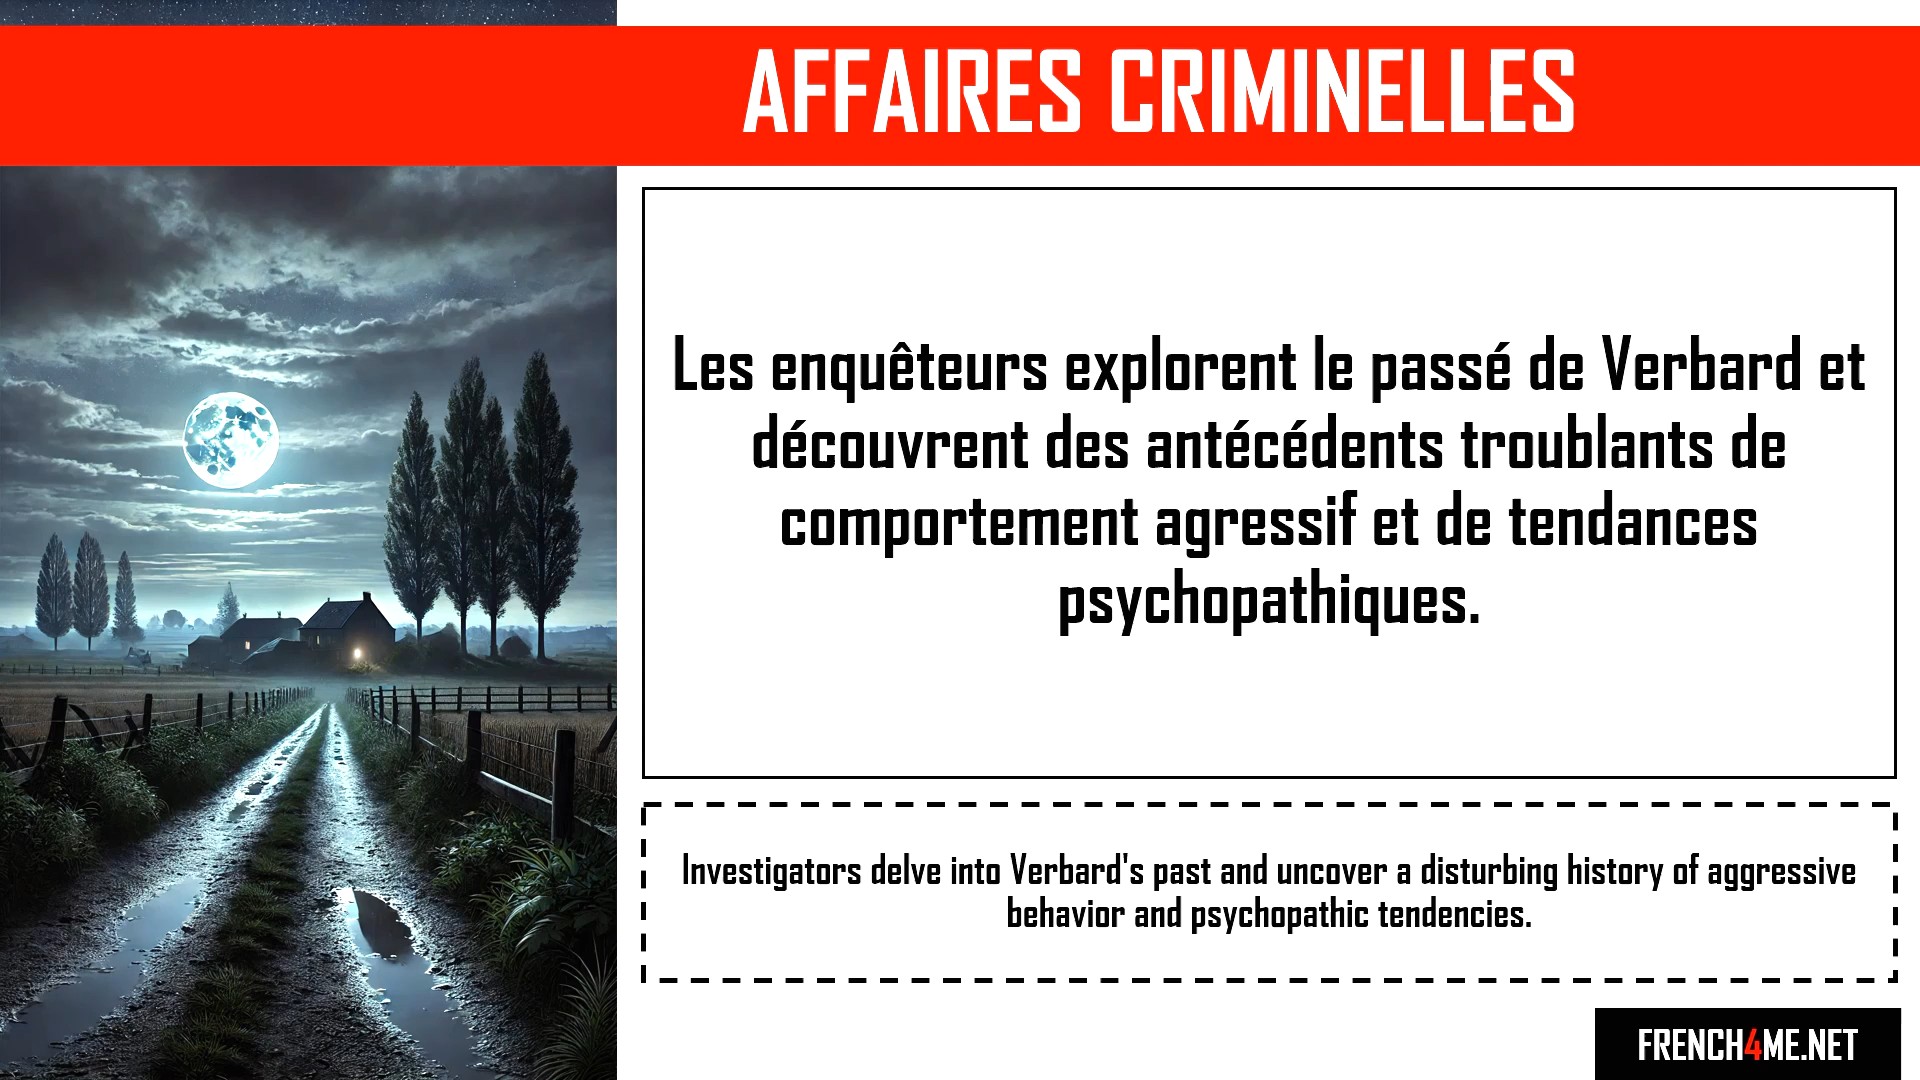 AFFAIRES CRIMINELLES
Les enquêteurs explorent le passé de Verbard et
découvrent des antécédents troublants de
comportement agressif et de tendances
psychopathiques.
Investigators delve into Verbard's past and uncover a disturbing history of aggressive
behavior and psychopathic tendencies.
FRENCH4ME.NET